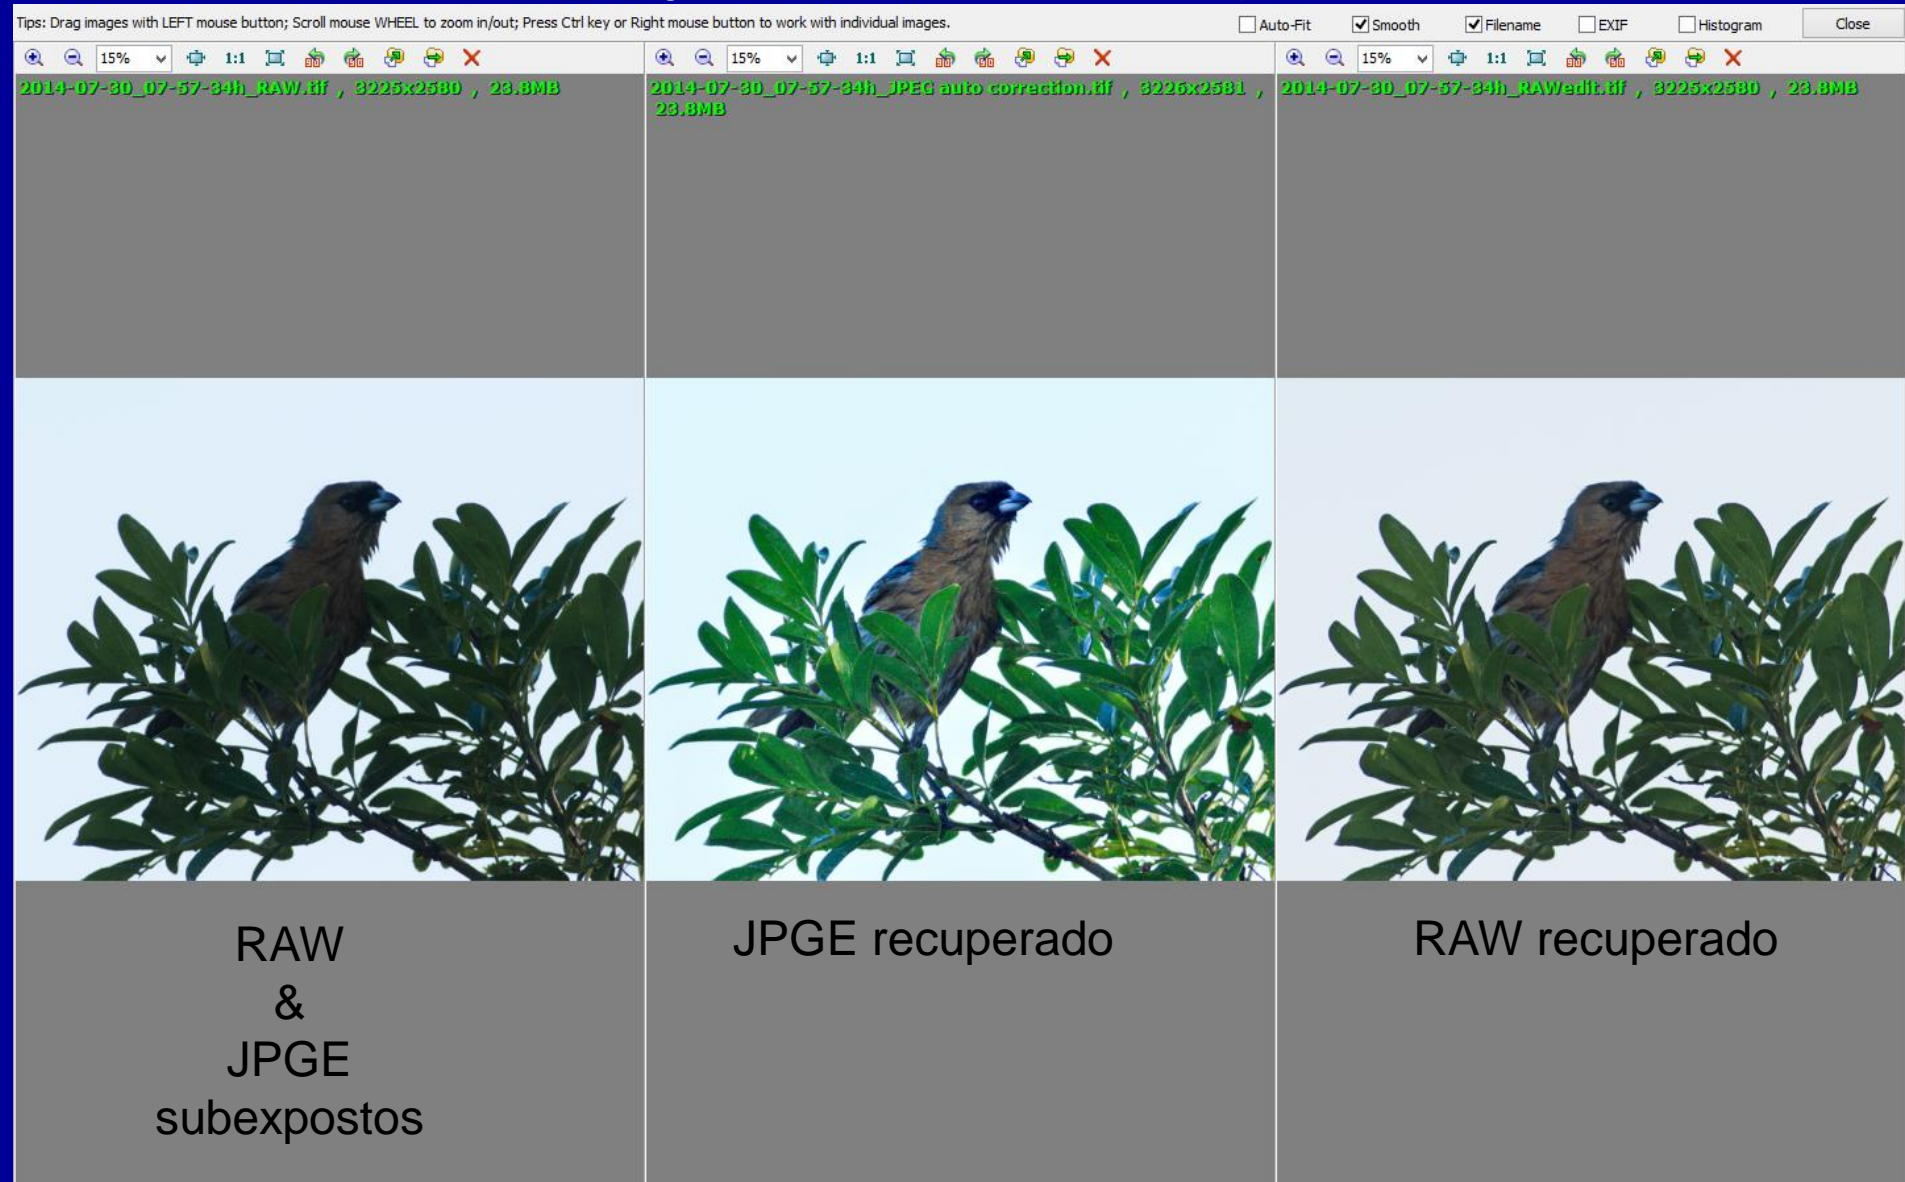 Tips: Drag images with LEFT mouse button; Scroll mouse WHEEL to zoom in/out; Press Ctrl key or Right mouse button to work with individual images.
Auto-Fit
Smooth
Filename
EXIF
Histogram
Close
15%
1:1
15%
1:1
15%
1:1
2014-07-30_07-57-34h_RAW.tif , 3225x2580 , 23.8MB
2014-07-30_07-57-34h_JPEG auto correction.tif , 3226x2581 ,
23.8MB
2014-07-30_07-57-34h_RAWedit.tif , 3225x2580 , 23.8MB
RAW
&
JPGE
subexpostos
JPGE recuperado
RAW recuperado